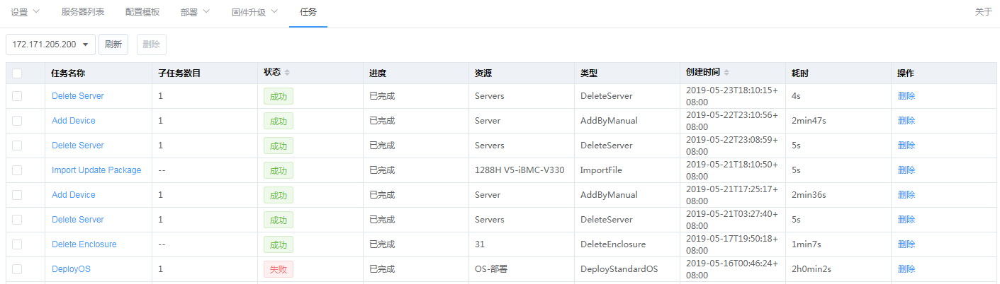 设置 服务器列表 配置模板 部署 固件升级 任务 关于
172.171.205.200 刷新 删除
任务名称 子任务数目 状态 进度 资源 类型 创建时间 耗时 操作
Delete Server 1 成功 已完成 Servers DeleteServer 2019-05-23T18:10:15+08:00 4s 删除
Add Device 1 成功 已完成 Server AddByManual 2019-05-22T23:10:56+08:00 2min47s 删除
Delete Server 1 成功 已完成 Servers DeleteServer 2019-05-22T23:08:59+08:00 5s 删除
Import Update Package -- 成功 已完成 1288H V5-iBMC-V330 ImportFile 2019-05-21T18:10:50+08:00 5s 删除
Add Device 1 成功 已完成 Server AddByManual 2019-05-21T17:25:17+08:00 2min36s 删除
Delete Server 1 成功 已完成 Servers DeleteServer 2019-05-21T03:27:40+08:00 5s 删除
Delete Enclosure -- 成功 已完成 31 DeleteEnclosure 2019-05-17T19:50:18+08:00 1min7s 删除
DeployOS 1 失败 已完成 OS-部署 DeployStandardOS 2019-05-16T00:46:24+08:00 2h0min2s 删除